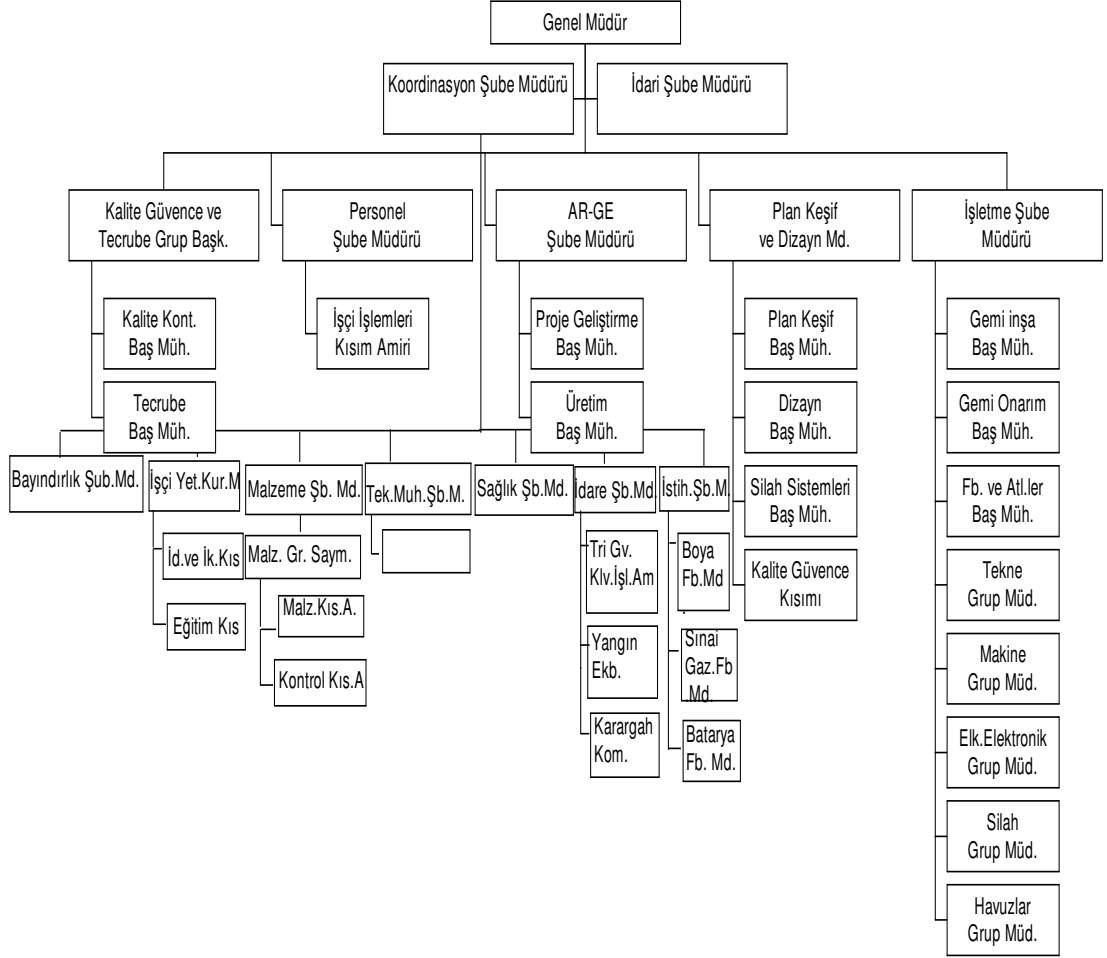 Genel Müdür
Koordinasyon Şube Müdürü
İdari Şube Müdürü
Kalite Güvence ve
Tecrube Grup Başk.
Personel
Şube Müdürü
AR-GE
Şube Müdürü
Plan Keşif
ve Dizayn Md.
İşletme Şube
Müdürü
Kalite Kont.
Baş Müh.
İşçi İşlemleri
Kısım Amiri
Proje Geliştirme
Baş Müh.
Plan Keşif
Baş Müh.
Gemi inşa
Baş Müh.
Tecrube
Baş Müh.
Üretim
Baş Müh.
Dizayn
Baş Müh.
Gemi Onarım
Baş Müh.
Bayındırlık Şub.Md.
İşçi Yet.Kur.M
Malzeme Şb. Md.
Tek.Muh.Şb.M.
Sağlık Şb.Md.
İdare Şb.Md.
İstih.Şb.M.
Silah Sistemleri
Baş Müh.
Fb. ve Atl.ler
Baş Müh.
İd.ve İk.Kıs
Malz. Gr. Saym.
Tri Gv.
Klv.İşl.Am
Boya
Fb.Md
.
Kalite Güvence
Kısımı
Tekne
Grup Müd.
Eğitim Kıs
Malz.Kıs.A.
Yangın
Ekb.
Sınai
Gaz.Fb
.Md.
Makine
Grup Müd.
Kontrol Kıs.A
Karargah
Kom.
Batarya
Fb. Md.
Elk.Elektronik
Grup Müd.
Silah
Grup Müd.
Havuzlar
Grup Müd.